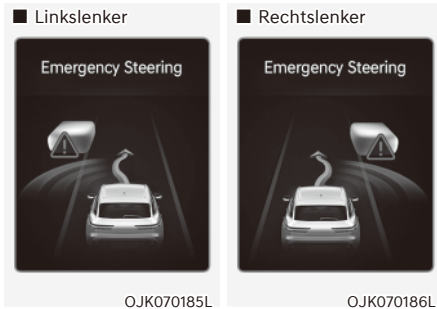 ■ Linkslenker
Emergency Steering
OJK070185L
■ Rechtslenker
Emergency Steering
OJK070186L